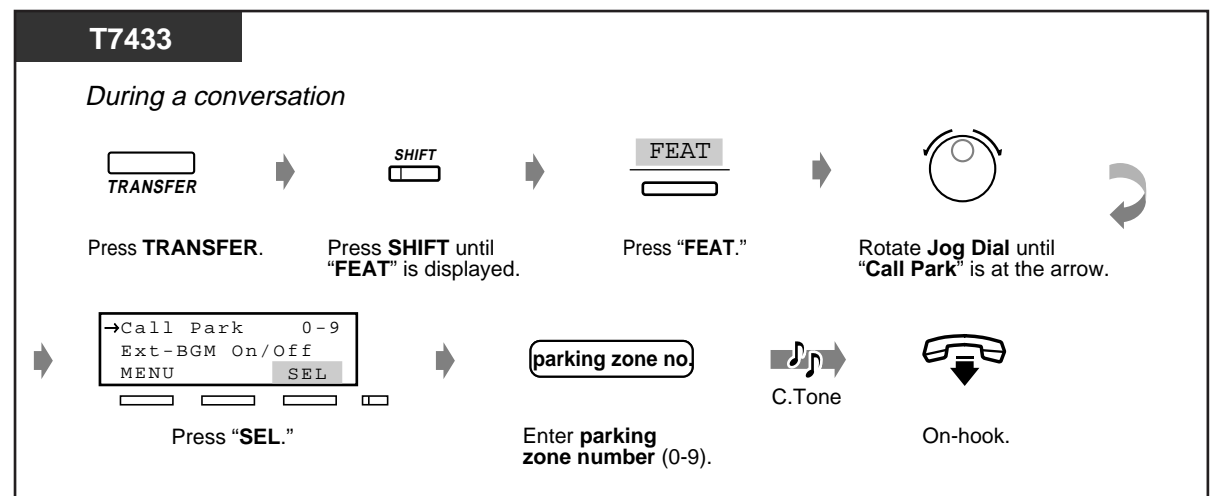 T7433
During a conversation
TRANSFER
SHIFT
FEAT
Press TRANSFER.
Press SHIFT until
“FEAT” is displayed.
Press “FEAT.”
Rotate Jog Dial until
“Call Park” is at the arrow.
→Call Park 0-9
Ext-BGM On/Off
MENU SEL
Press “SEL.”
parking zone no.
Enter parking
zone number (0-9).
C.Tone
On-hook.